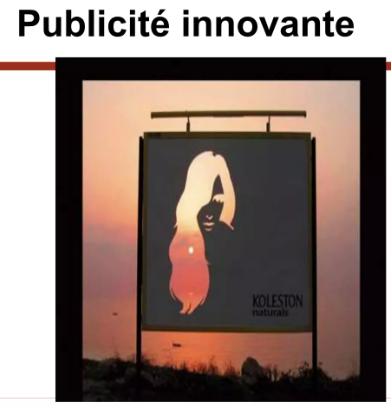 Publicité innovante
KOLESTON
naturals